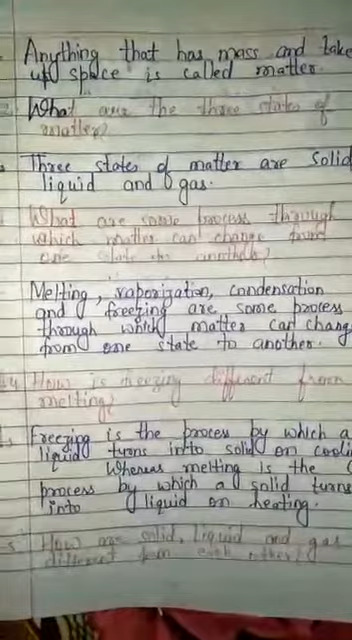 Anything that has mass and take
up space is called matter.
What are the three states of
matter?
Three states of matter are solid
liquid and gas.
What are some process through
which matter can change from
one state to another?
Melting, vaporization, condensation
and freezing are some process
through which matter can chang
from one state to another.
How is freezing different from
melting?
Freezing is the process by which a
liquid turns into solid on cooli
Whereas melting is the
process by which a solid turns
into liquid on heating.
How are solid, liquid and gas
different from each other?